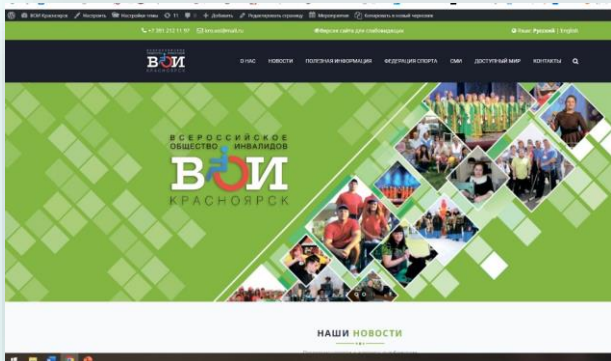 ВОИ Красноярск Настроить Настройки темы 11 Добавить Редактировать страницу Мероприятие Копировать в новый черновик
+7 391 212 11 97
Версия сайта для слабовидящих
Язык: Русский | English
ВОИ
О НАС НОВОСТИ ПОЛЕЗНАЯ ИНФОРМАЦИЯ ФЕДЕРАЦИЯ СПОРТА СМИ ДОСТУПНЫЙ МИР КОНТАКТЫ
ВСЕРОССИЙСКОЕ
ОБЩЕСТВО ИНВАЛИДОВ
ВОИ
КРАСНОЯРСК
НАШИ НОВОСТИ